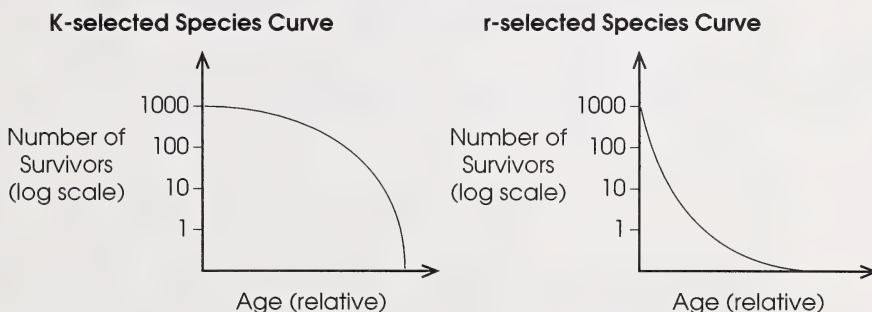 K-selected Species Curve
1000
100
10
1
Number of
Survivors
(log scale)
Age (relative)
r-selected Species Curve
1000
100
10
1
Number of
Survivors
(log scale)
Age (relative)